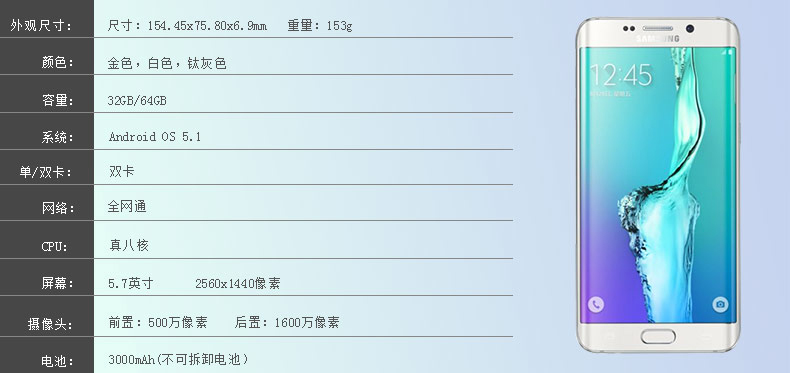 外观尺寸: 尺寸: 154.45x75.80x6.9mm 重量: 153g
颜色: 金色, 白色, 钛灰色
容量: 32GB/64GB
系统: Android OS 5.1
单/双卡: 双卡
网络: 全网通
CPU: 真八核
屏幕: 5.7英寸 2560x1440像素
摄像头: 前置: 500万像素 后置: 1600万像素
电池: 3000mAh(不可拆卸电池)
SAMSUNG
12:45